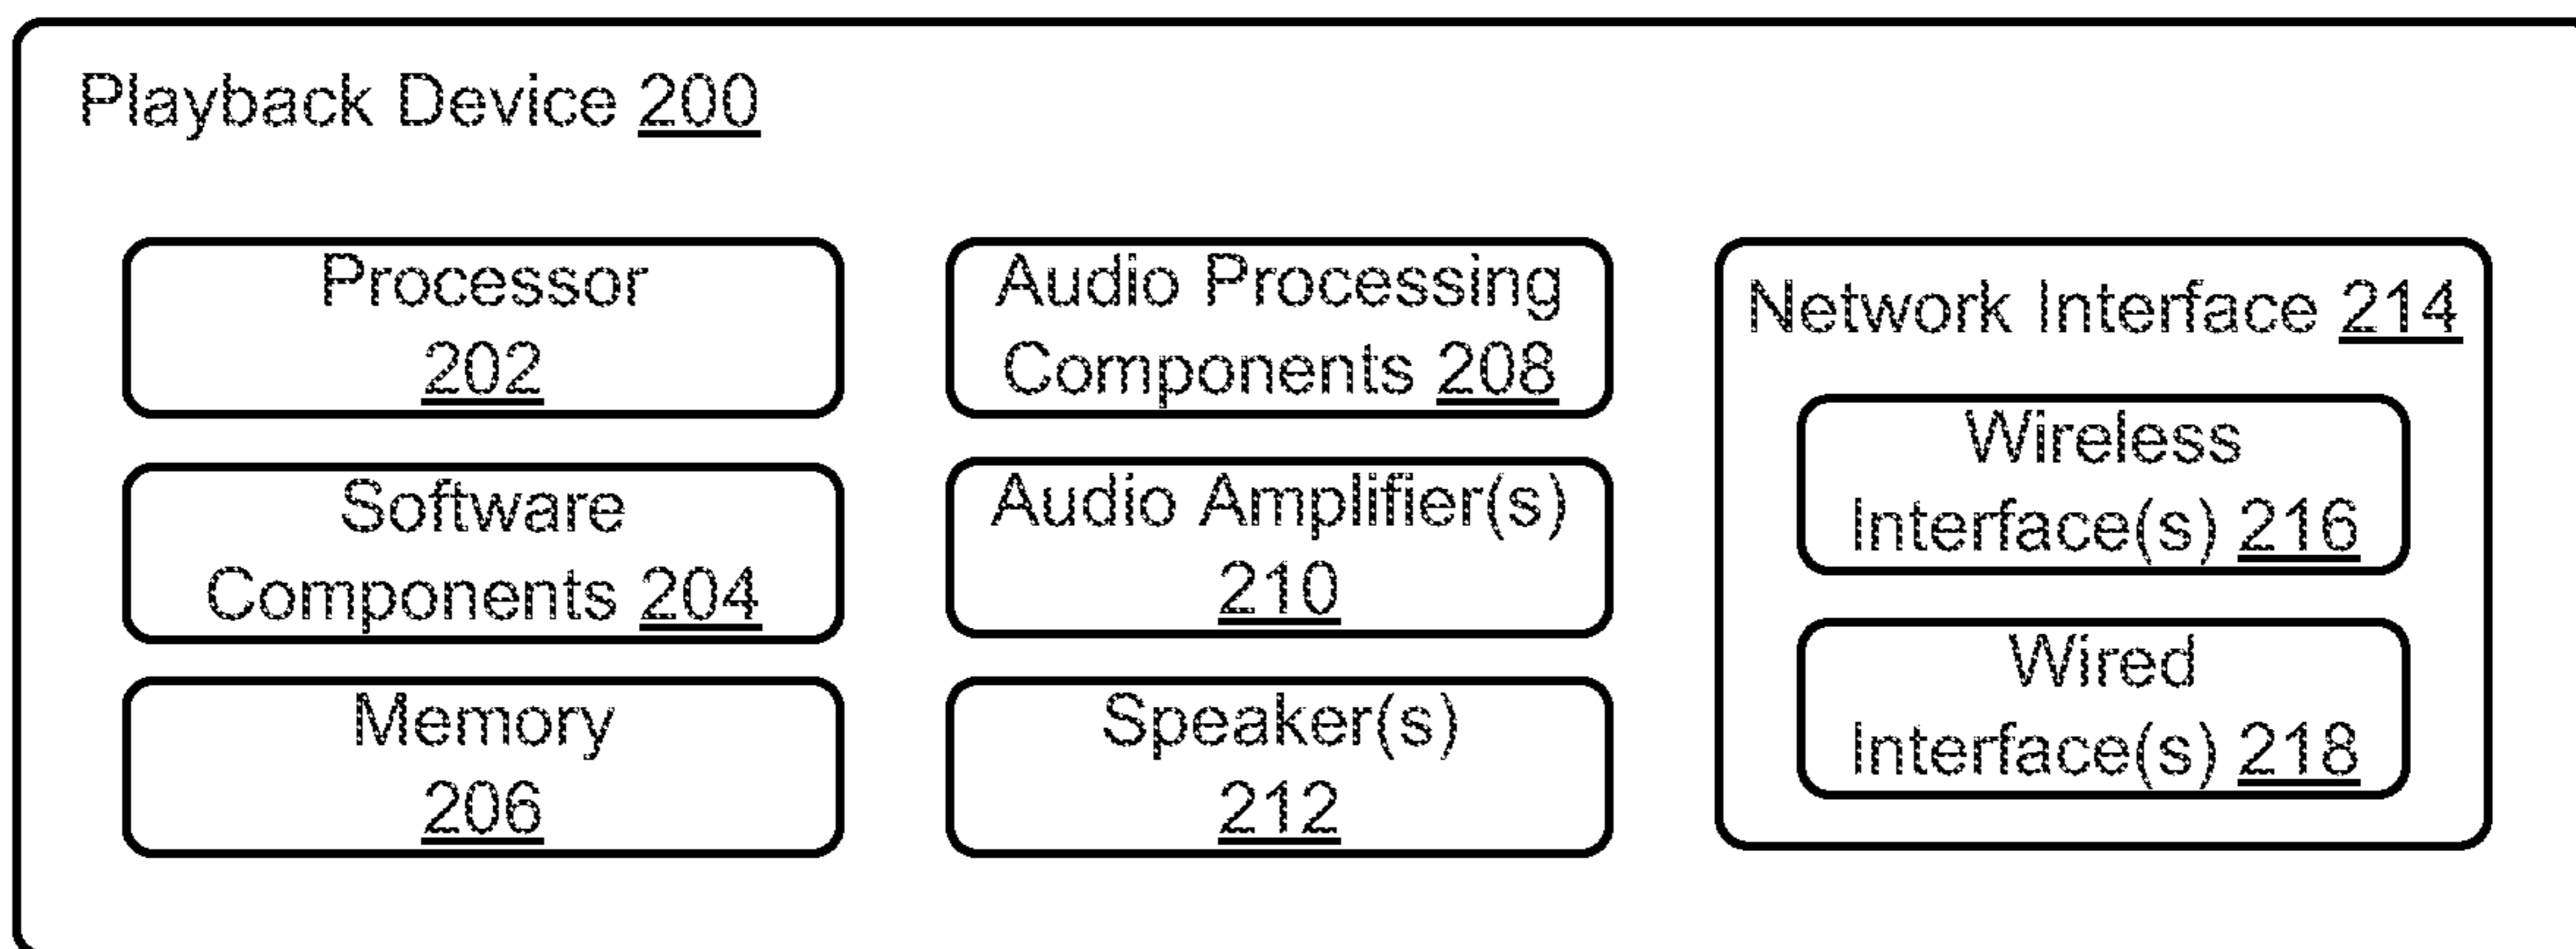 Playback Device 200
Processor
202
Software
Components 204
Memory
206
Audio Processing
Components 208
Audio Amplifier(s)
210
Speaker(s)
212
Network Interface 214
Wireless
Interface(s) 216
Wired
Interface(s) 218